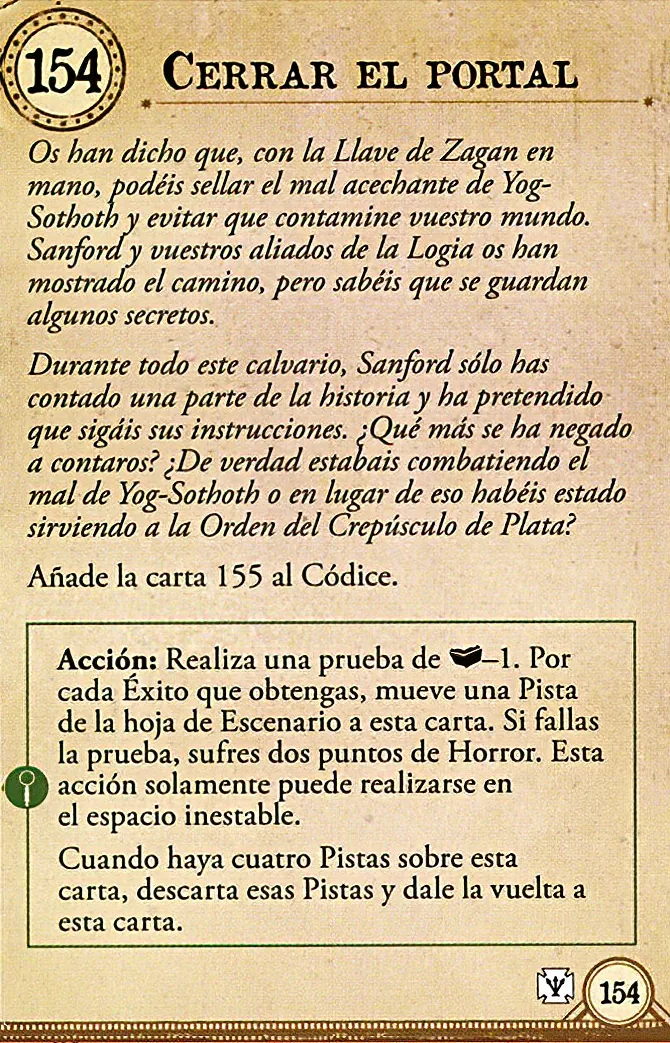 154
CERRAR EL PORTAL
Os han dicho que, con la Llave de Zagan en
mano, podéis sellar el mal acechante de Yog-
Sothoth y evitar que contamine vuestro mundo.
Sanford y vuestros aliados de la Logia os han
mostrado el camino, pero sabéis que se guardan
algunos secretos.
Durante todo este calvario, Sanford sólo has
contado una parte de la historia y ha pretendido
que sigáis sus instrucciones. ¿Qué más se ha negado
a contaros? ¿De verdad estabais combatiendo el
mal de Yog-Sothoth o en lugar de eso habéis estado
sirviendo a la Orden del Crepúsculo de Plata?
Añade la carta 155 al Códice.
Acción: Realiza una prueba de –1. Por
cada Éxito que obtengas, mueve una Pista
de la hoja de Escenario a esta carta. Si fallas
la prueba, sufres dos puntos de Horror. Esta
acción solamente puede realizarse en
el espacio inestable.
Cuando haya cuatro Pistas sobre esta
carta, descarta esas Pistas y dale la vuelta a
esta carta.
154